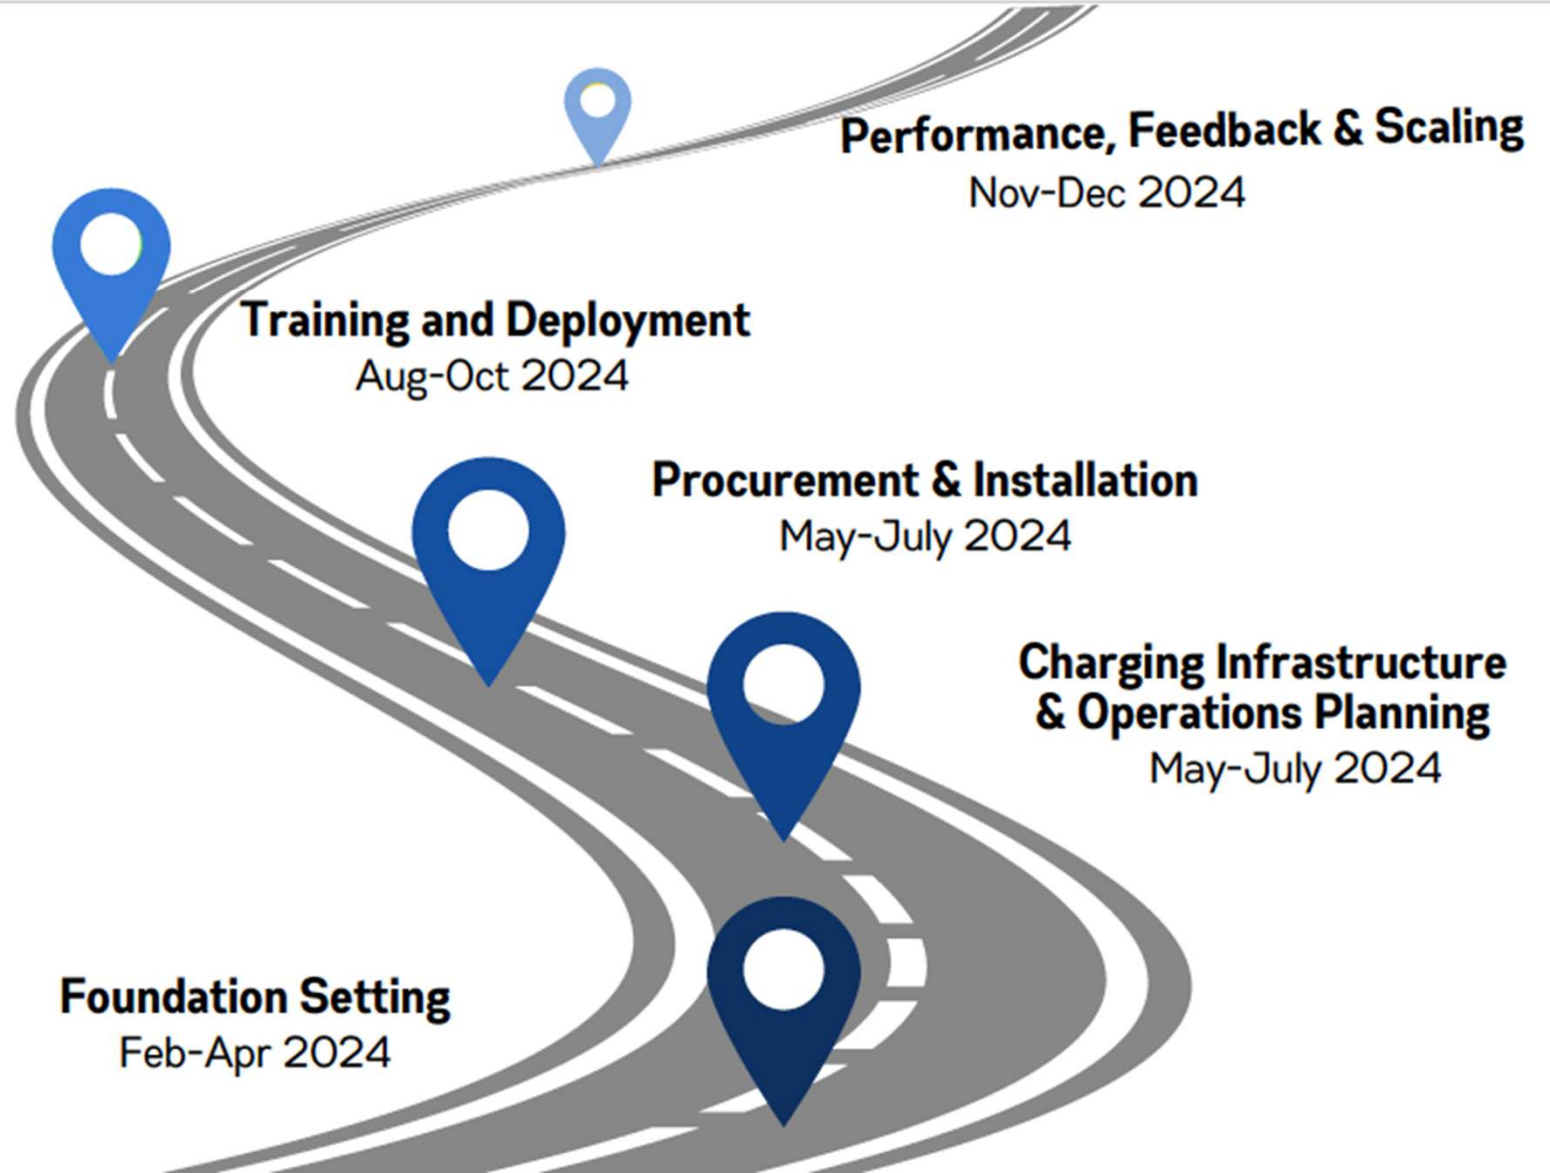 Performance, Feedback & Scaling
Nov-Dec 2024
Training and Deployment
Aug-Oct 2024
Procurement & Installation
May-July 2024
Charging Infrastructure
& Operations Planning
May-July 2024
Foundation Setting
Feb-Apr 2024